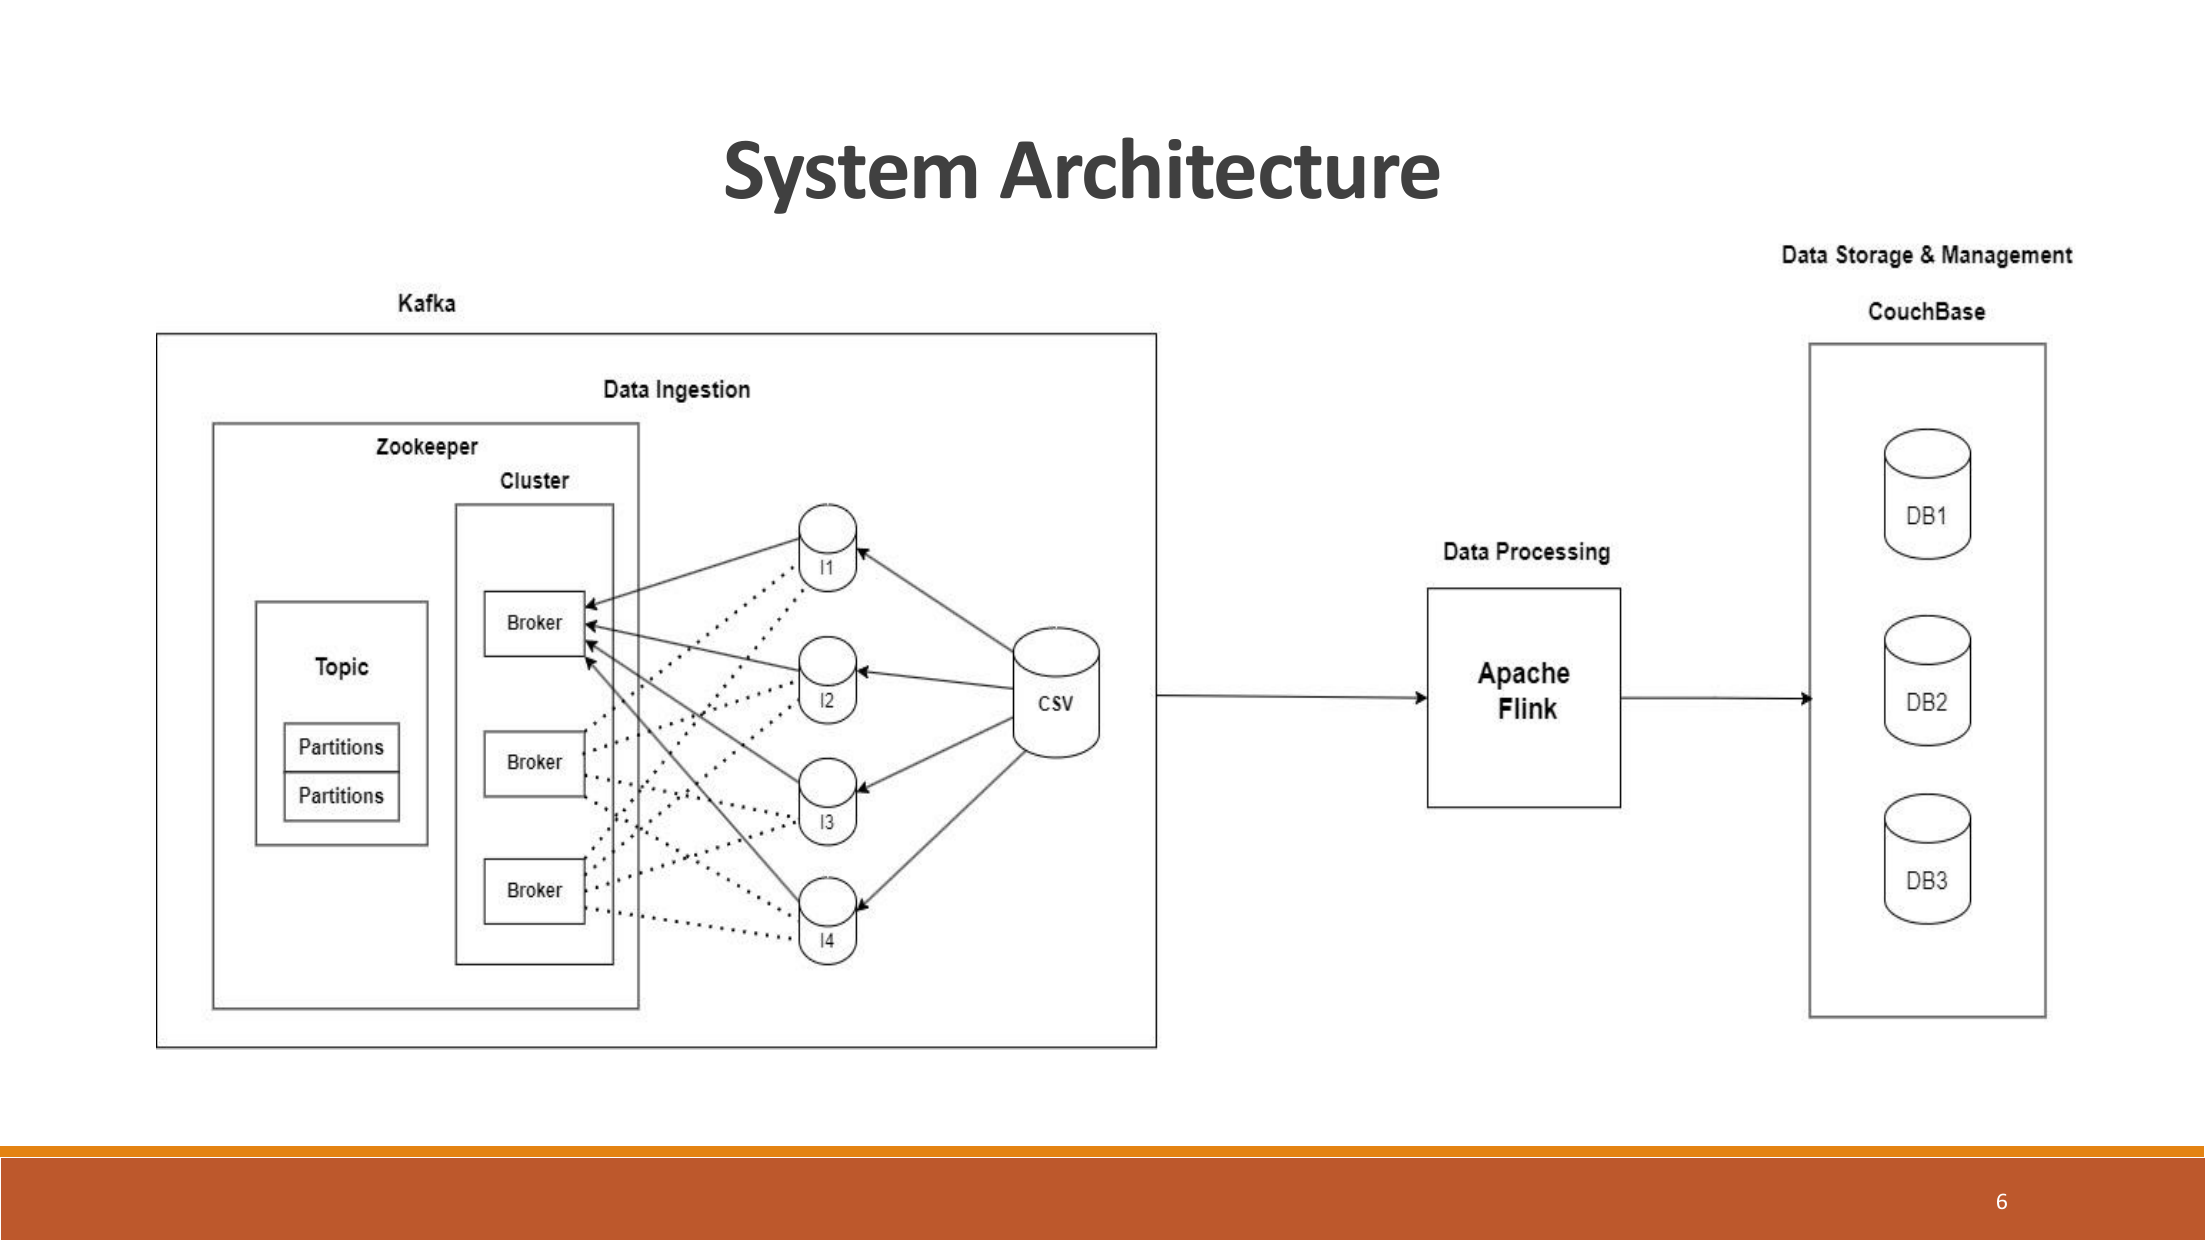 System Architecture
Data Storage & Management
Kafka
CouchBase
Data Ingestion
Zookeeper
Cluster
Broker
Broker
Broker
Topic
Partitions
Partitions
I1
I2
I3
I4
CSV
Data Processing
Apache
Flink
DB1
DB2
DB3
6